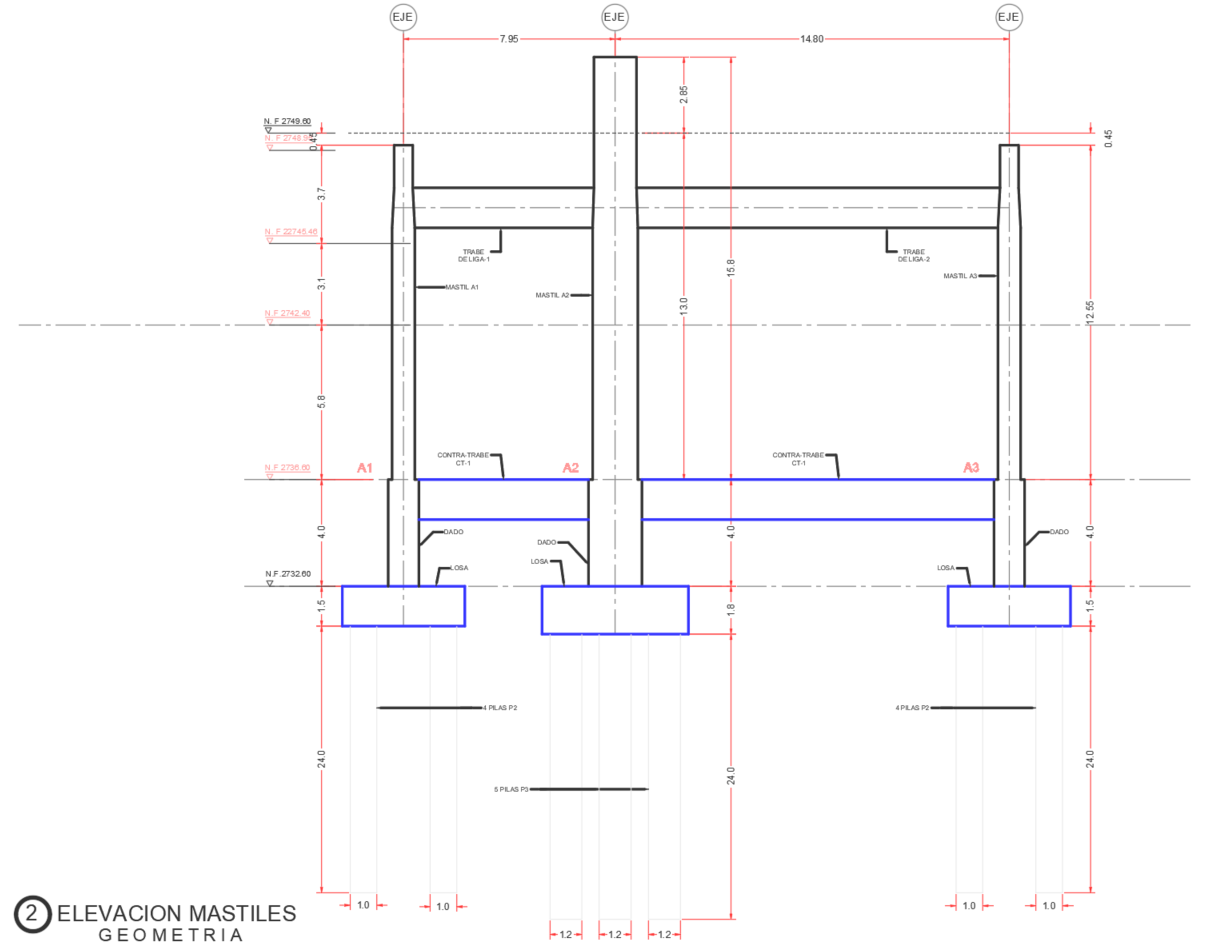 EJE
EJE
EJE
7.95
14.80
2.85
N. F 2749.60
0.45
0.45
3.7
N. F 22745.46
TRABE
DE LIGA-1
TRABE
DE LIGA-2
15.8
MASTIL A3
3.1
MASTIL A1
MASTIL A2
13.0
12.55
N.F 2742.40
5.8
CONTRA-TRABE
CT-1
CONTRA-TRABE
CT-1
N.F 2736.60
A1
A2
A3
4.0
DADO
DADO
4.0
DADO
4.0
LOSA
LOSA
LOSA
N.F.2732.60
1.5
1.8
1.5
4 PILAS P2
4 PILAS P2
24.0
24.0
24.0
5 PILAS P3
1.0
1.0
1.0
1.0
1.2
1.2
1.2
2 ELEVACION MASTILES
GEOMETRIA